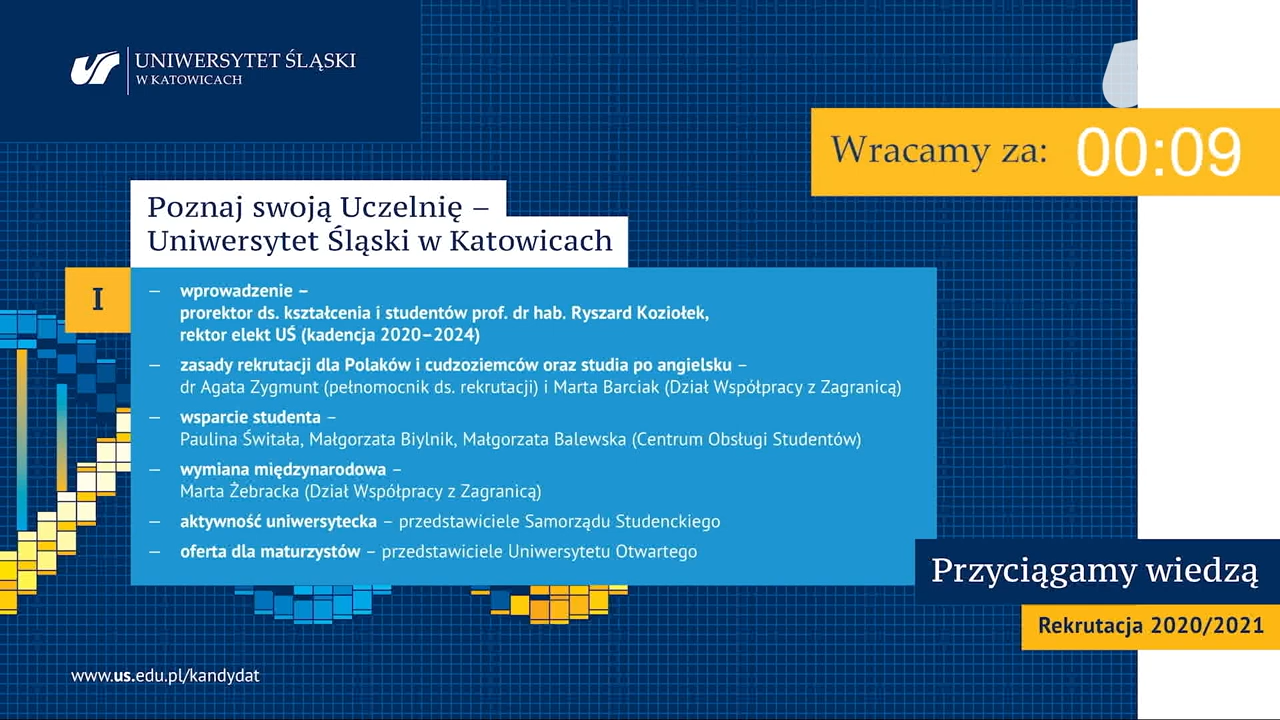 UNIWERSYTET ŚLĄSKI
W KATOWICACH
Wracamy za: 00:09
Poznaj swoją Uczelnię –
Uniwersytet Śląski w Katowicach
I
— wprowadzenie –
prorektor ds. kształcenia i studentów prof. dr hab. Ryszard Koziołek,
rektor elekt UŚ (kadencja 2020–2024)
— zasady rekrutacji dla Polaków i cudzoziemców oraz studia po angielsku –
dr Agata Zygmunt (pełnomocnik ds. rekrutacji) i Marta Barciak (Dział Współpracy z Zagranicą)
— wsparcie studenta –
Paulina Świtała, Małgorzata Biylnik, Małgorzata Balewska (Centrum Obsługi Studentów)
— wymiana międzynarodowa –
Marta Żebracka (Dział Współpracy z Zagranicą)
— aktywność uniwersytecka – przedstawiciele Samorządu Studenckiego
— oferta dla maturzystów – przedstawiciele Uniwersytetu Otwartego
Przyciągamy wiedzą
Rekrutacja 2020/2021
www.us.edu.pl/kandydat